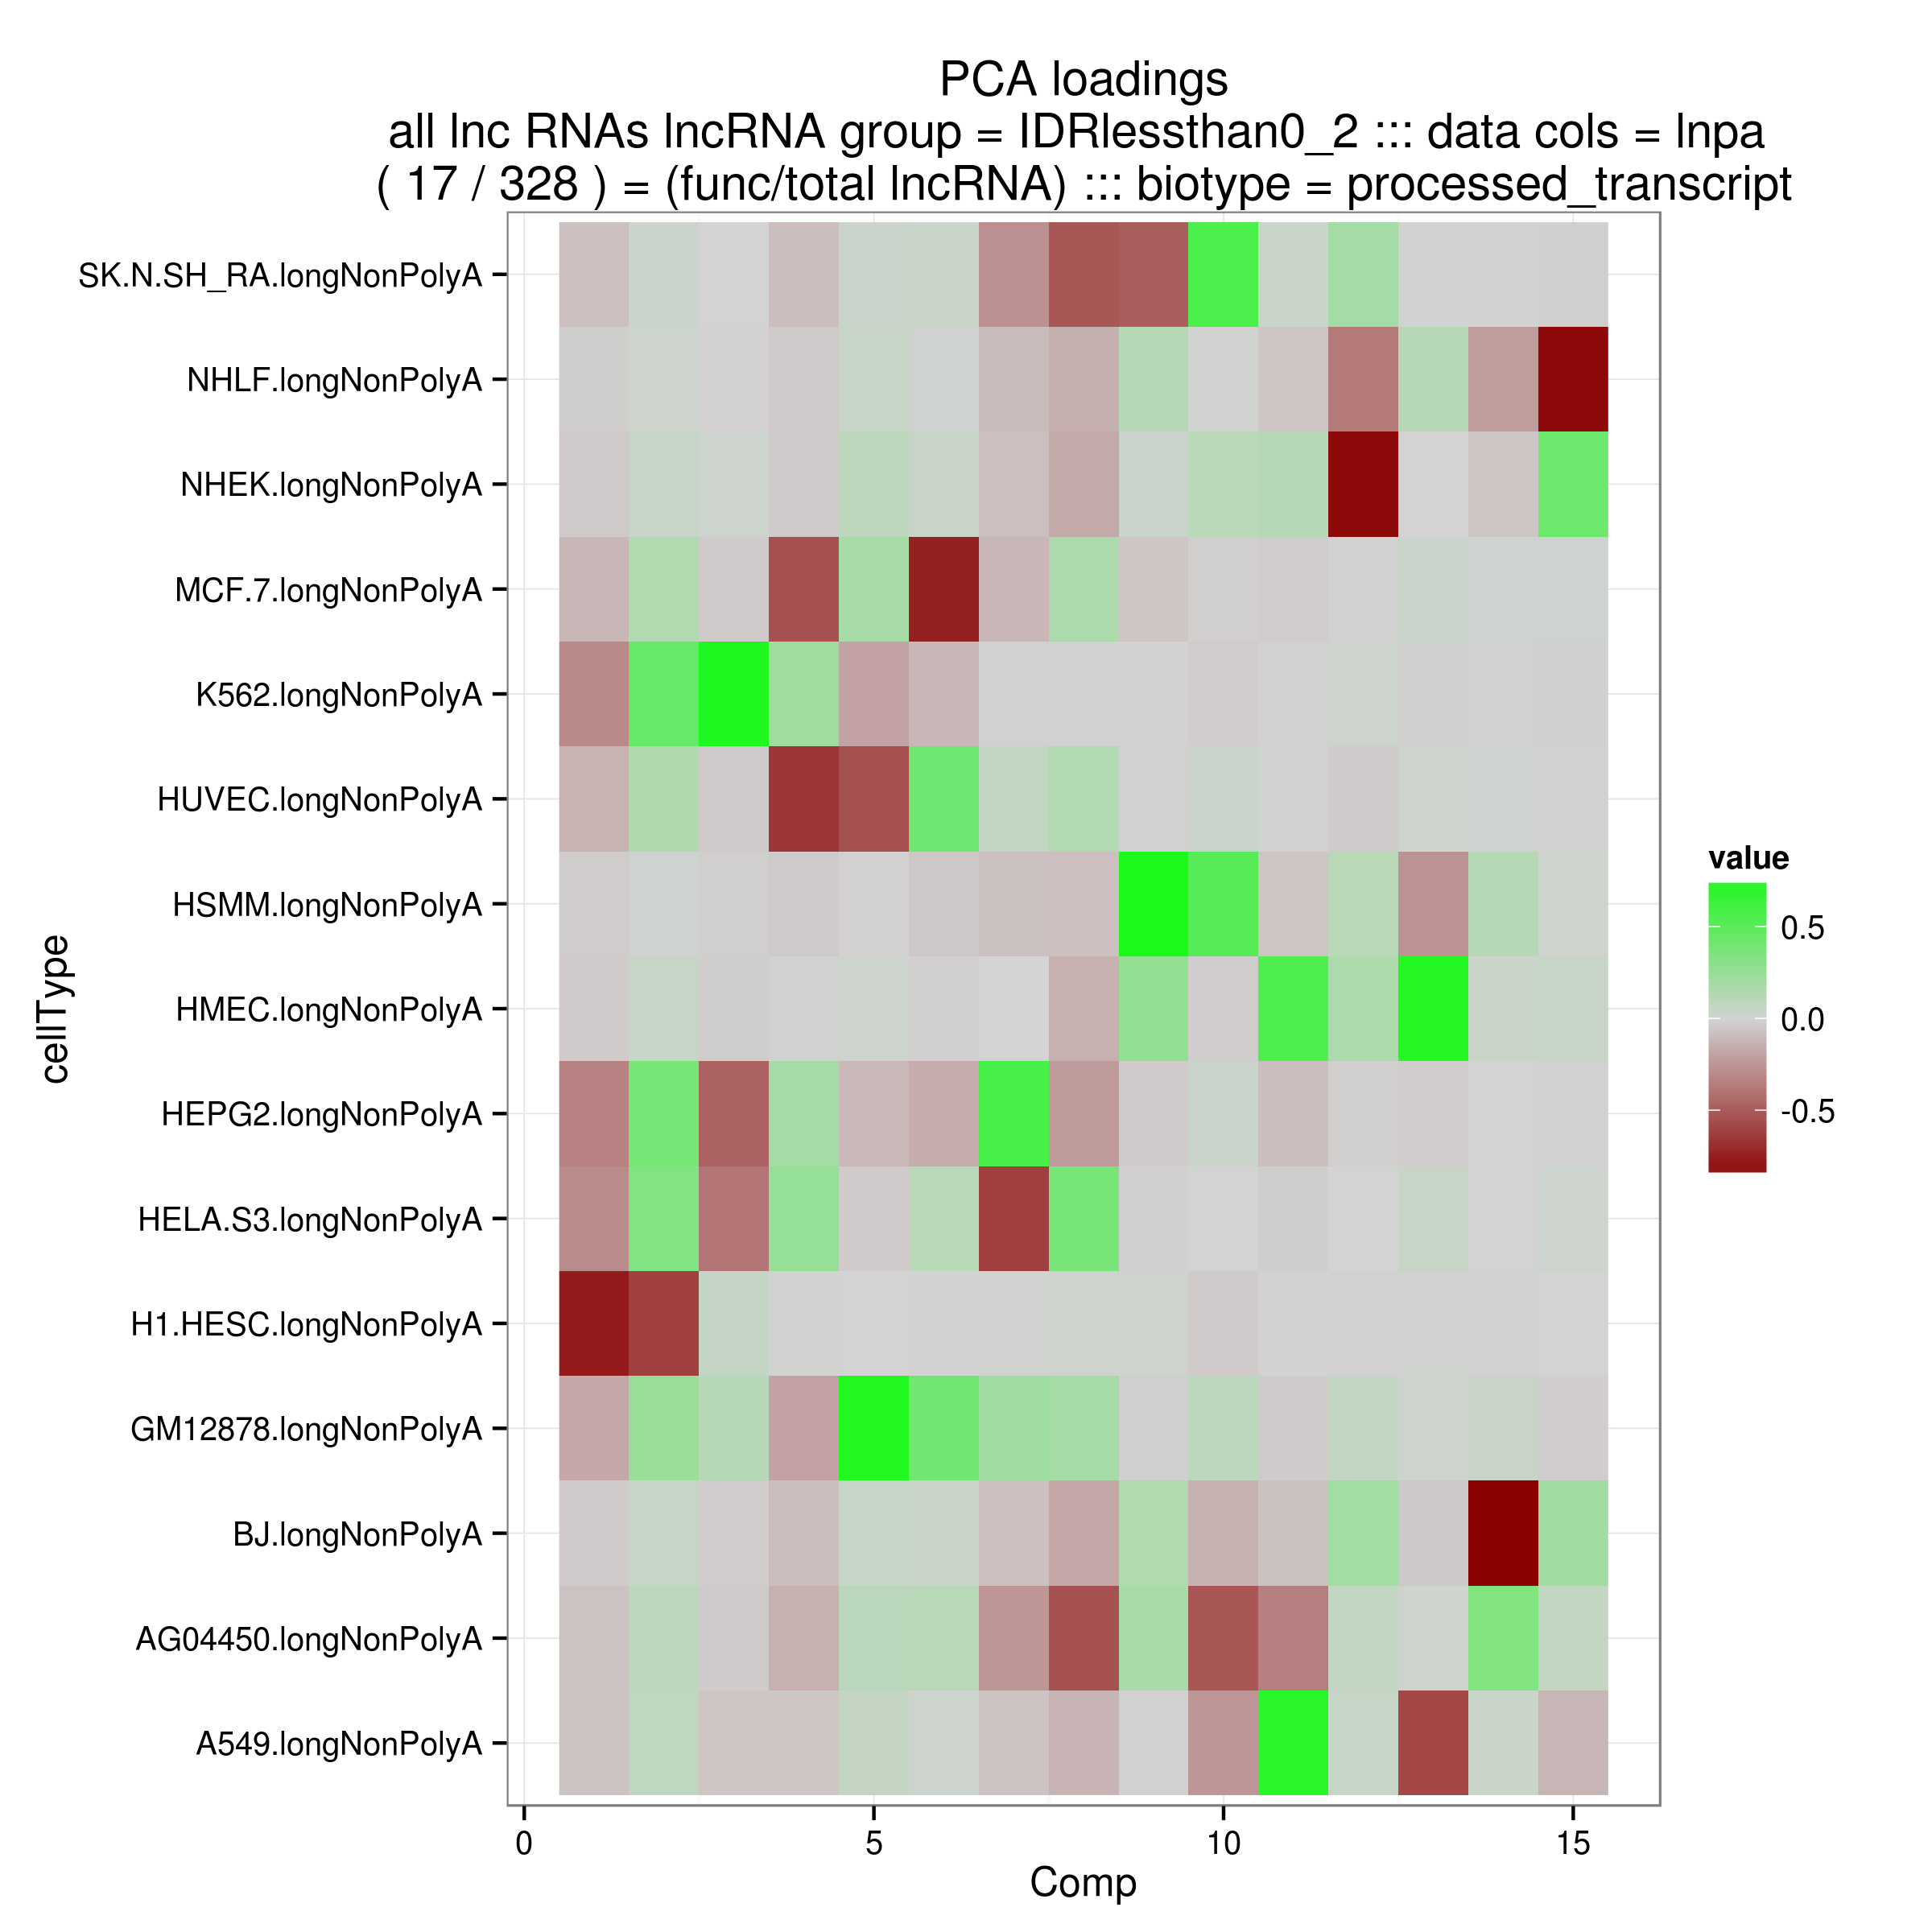 PCA loadings
all lnc RNAs lncRNA group = IDRlessthan0_2 ::: data cols = lnpa
( 17 / 328 ) = (func/total lncRNA) ::: biotype = processed_transcript
SK.N.SH_RA.longNonPolyA
NHLF.longNonPolyA
NHEK.longNonPolyA
MCF.7.longNonPolyA
K562.longNonPolyA
HUVEC.longNonPolyA
HSMM.longNonPolyA
HMEC.longNonPolyA
HEPG2.longNonPolyA
HELA.S3.longNonPolyA
H1.HESC.longNonPolyA
GM12878.longNonPolyA
BJ.longNonPolyA
AG04450.longNonPolyA
A549.longNonPolyA
cellType
0 5 10 15
Comp
value
0.5
0.0
-0.5